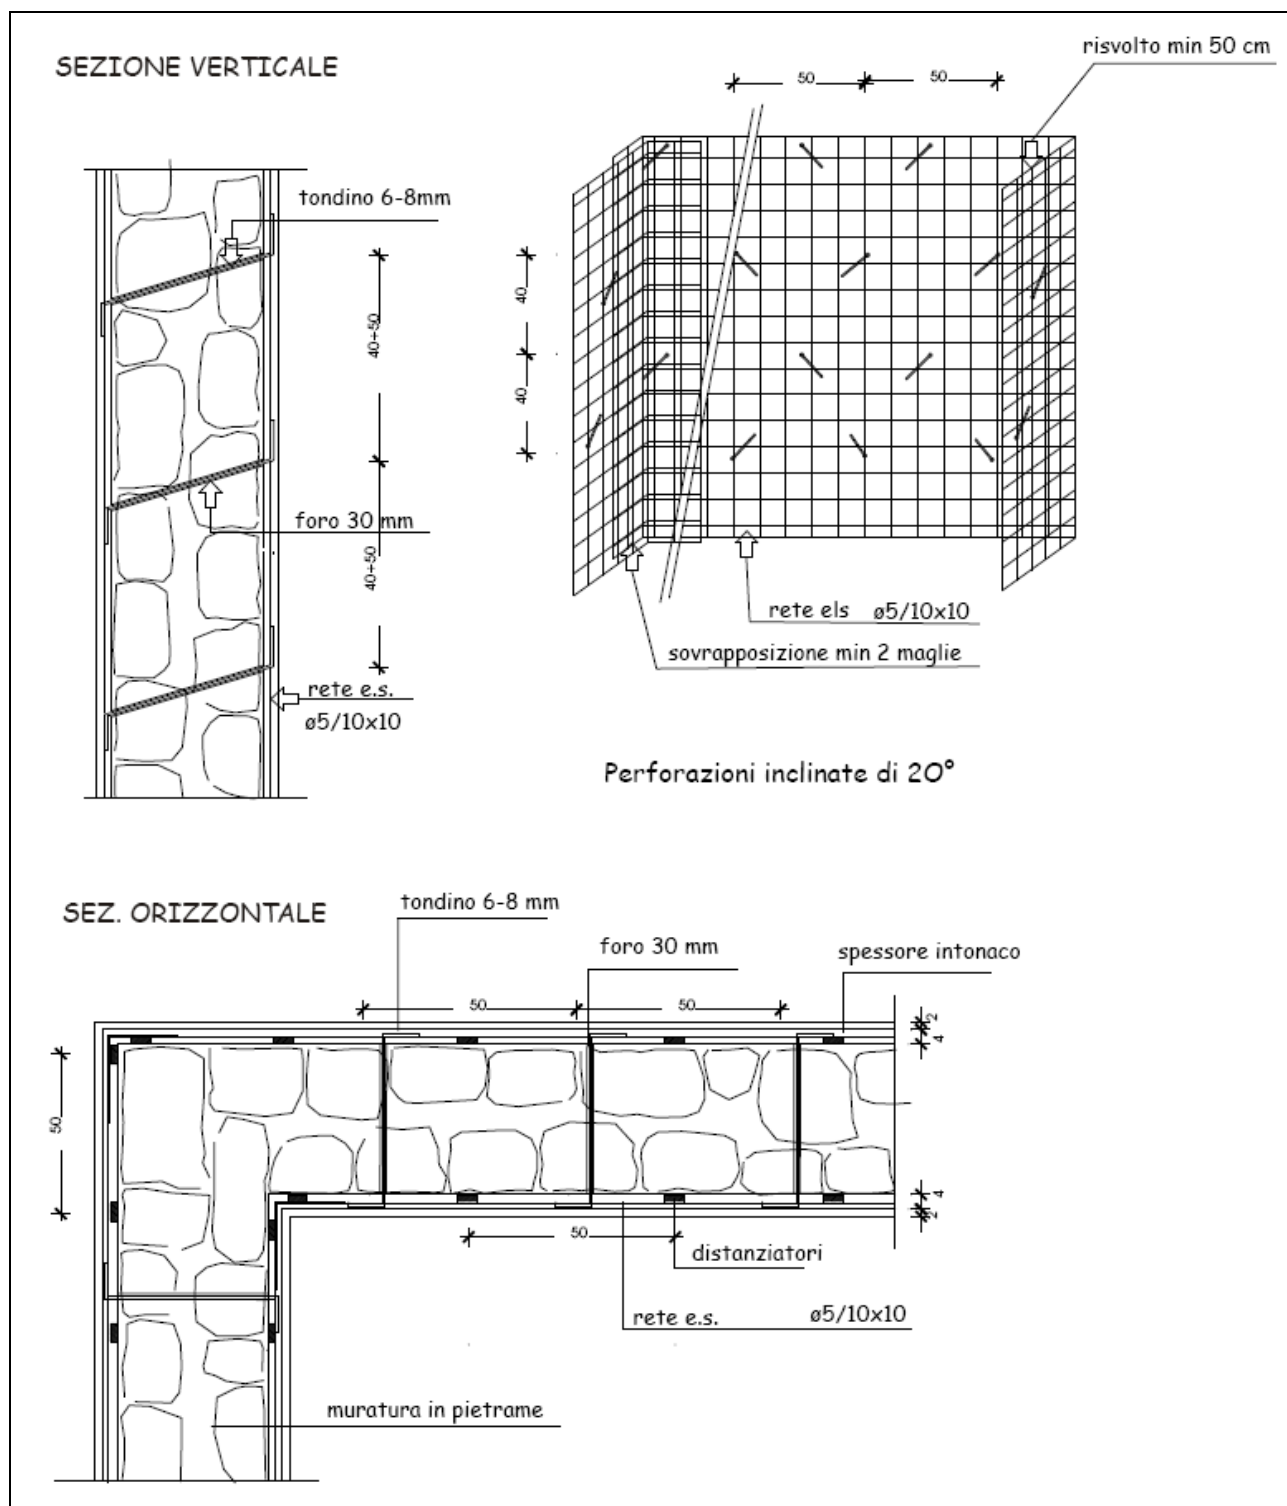 SEZIONE VERTICALE
risvolto min 50 cm
50
50
tondino 6-8mm
40÷50
40
40
foro 30 mm
40÷50
rete els ø5/10x10
sovrapposizione min 2 maglie
rete e.s.
ø5/10x10
Perforazioni inclinate di 20°
SEZ. ORIZZONTALE
tondino 6-8 mm
foro 30 mm
spessore intonaco
50
50
2
4
50
4
2
50
distanziatori
rete e.s. ø5/10x10
muratura in pietrame